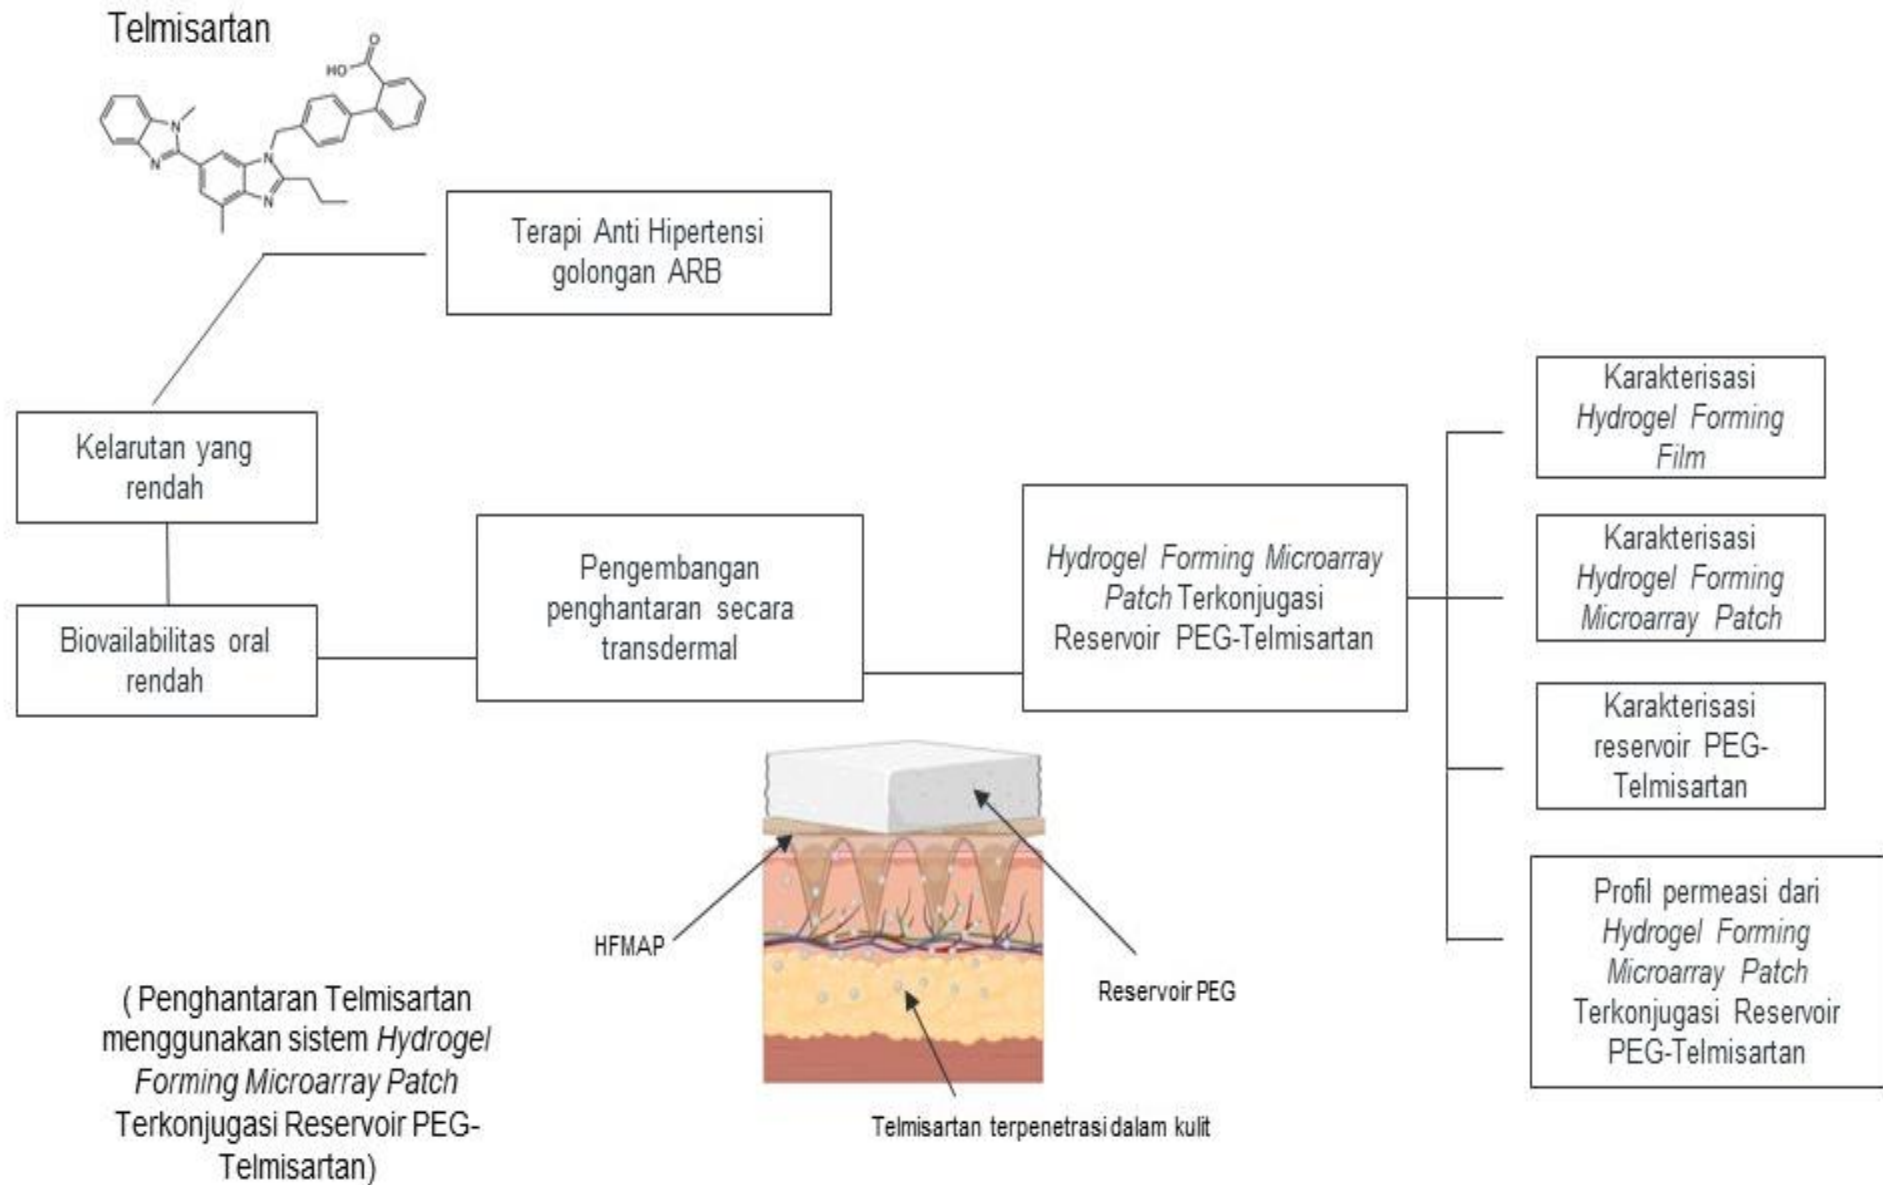 Telmisartan
O
HO
N
N
N
N
Terapi Anti Hipertensi
golongan ARB
Kelarutan yang
rendah
Biovailabilitas oral
rendah
Pengembangan
penghantaran secara
transdermal
Hydrogel Forming Microarray
Patch Terkonjugasi
Reservoir PEG-Telmisartan
Karakterisasi
Hydrogel Forming
Film
Karakterisasi
Hydrogel Forming
Microarray Patch
Karakterisasi
reservoir PEG-
Telmisartan
Profil permeasi dari
Hydrogel Forming
Microarray Patch
Terkonjugasi Reservoir
PEG-Telmisartan
HFMAP
Reservoir PEG
Telmisartan terpenetrasi dalam kulit
( Penghantaran Telmisartan
menggunakan sistem Hydrogel
Forming Microarray Patch
Terkonjugasi Reservoir PEG-
Telmisartan)